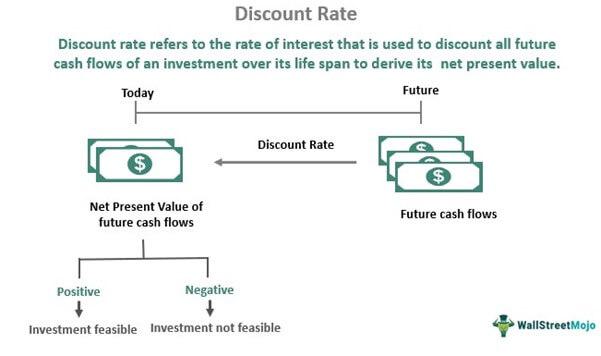 Discount Rate
Discount rate refers to the rate of interest that is used to discount all future
cash flows of an investment over its life span to derive its net present value.
Today
Future
Discount Rate
$
$
$
Net Present Value of
future cash flows
Future cash flows
Positive
Negative
Investment feasible
Investment not feasible
WallStreetMojo